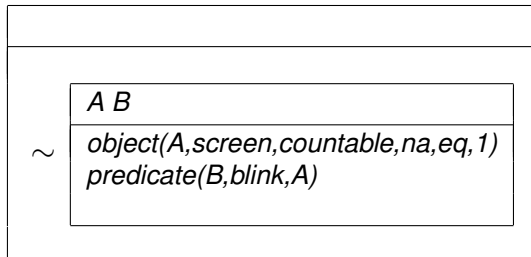 A B
∼
object(A,screen,countable,na,eq,1)
predicate(B,blink,A)